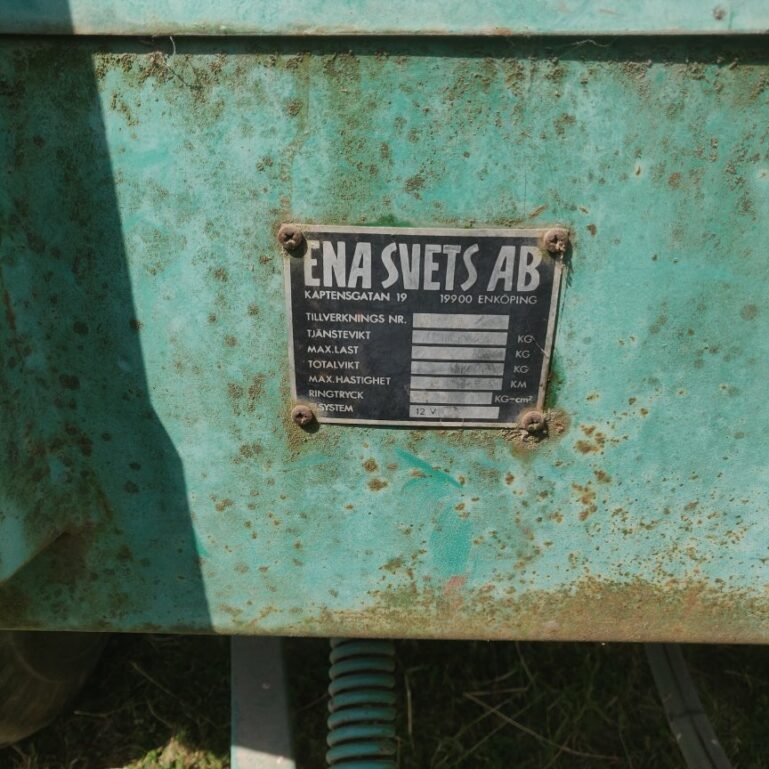 ENA SVETS AB
KAPTENSGATAN 19 19900 ENKÖPING
TILLVERKNINGS NR.
TJÄNSTEVIKT KG
MAX.LAST KG
TOTALVIKT KG
MAX.HASTIGHET KM
RINGTRYCK KG-cm²
ELSYSTEM 12 V